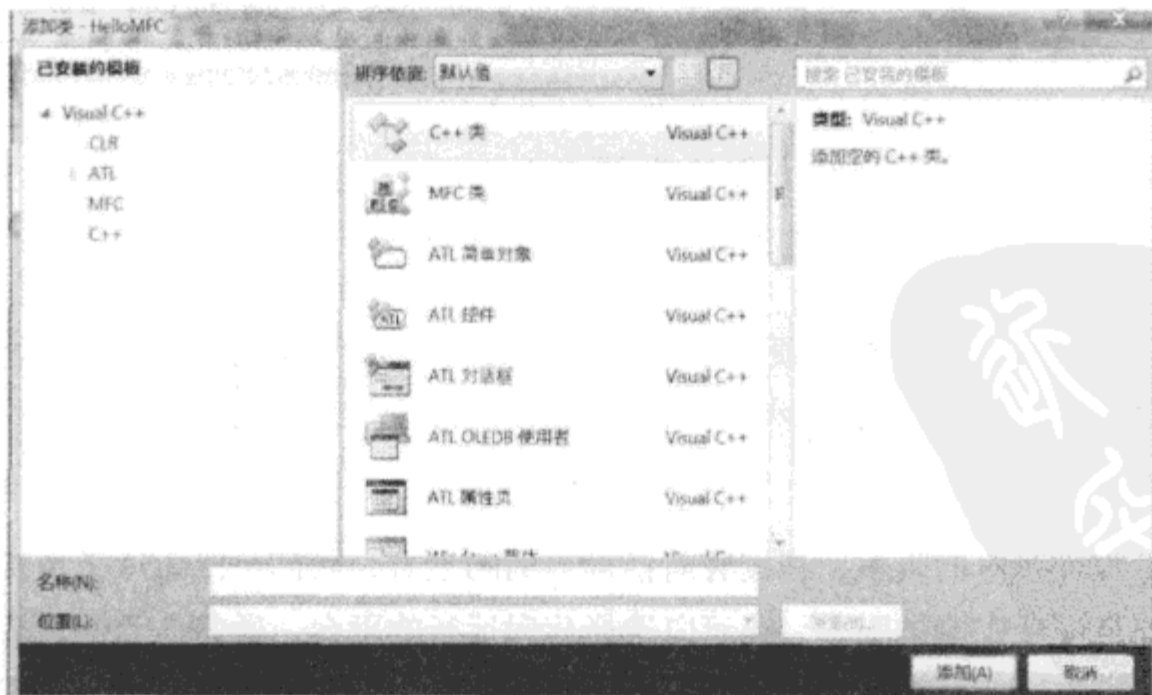 添加类 - HelloMFC
已安装的模板
Visual C++
CLR
ATL
MFC
C++
排序依据: 默认值
C++ 类 Visual C++
MFC 类 Visual C++
ATL 简单对象 Visual C++
ATL 控件 Visual C++
ATL 对话框 Visual C++
ATL OLEDB 使用者 Visual C++
ATL 属性页 Visual C++
Windows 窗体 Visual C++
搜索 已安装的模板
类型: Visual C++
添加空的 C++ 类。
名称(N):
位置(L):
添加(A)
取消